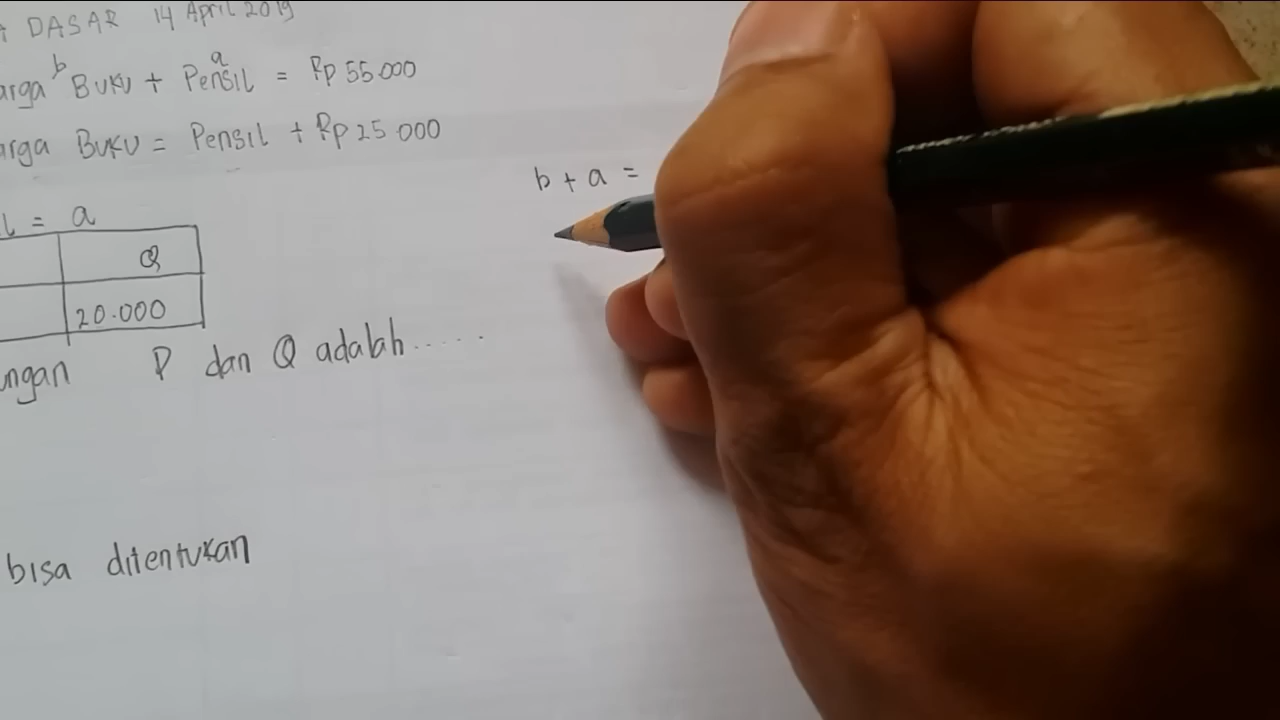 DASAR 14 April 2019
b a
arga Buku + Pensil = Rp 55.000
arga Buku = Pensil + Rp 25 000
b + a =
L = a
Q
20.000
ngan P dan Q adalah......
bisa ditentukan